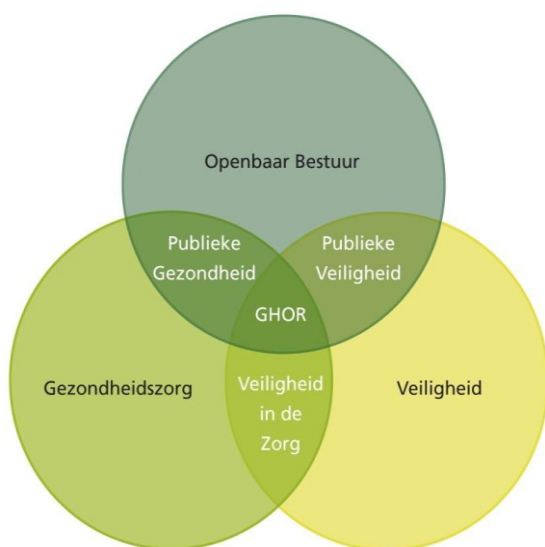 Openbaar Bestuur
Publieke
Gezondheid
Publieke
Veiligheid
GHOR
Gezondheidszorg
Veiligheid
in de
Zorg
Veiligheid